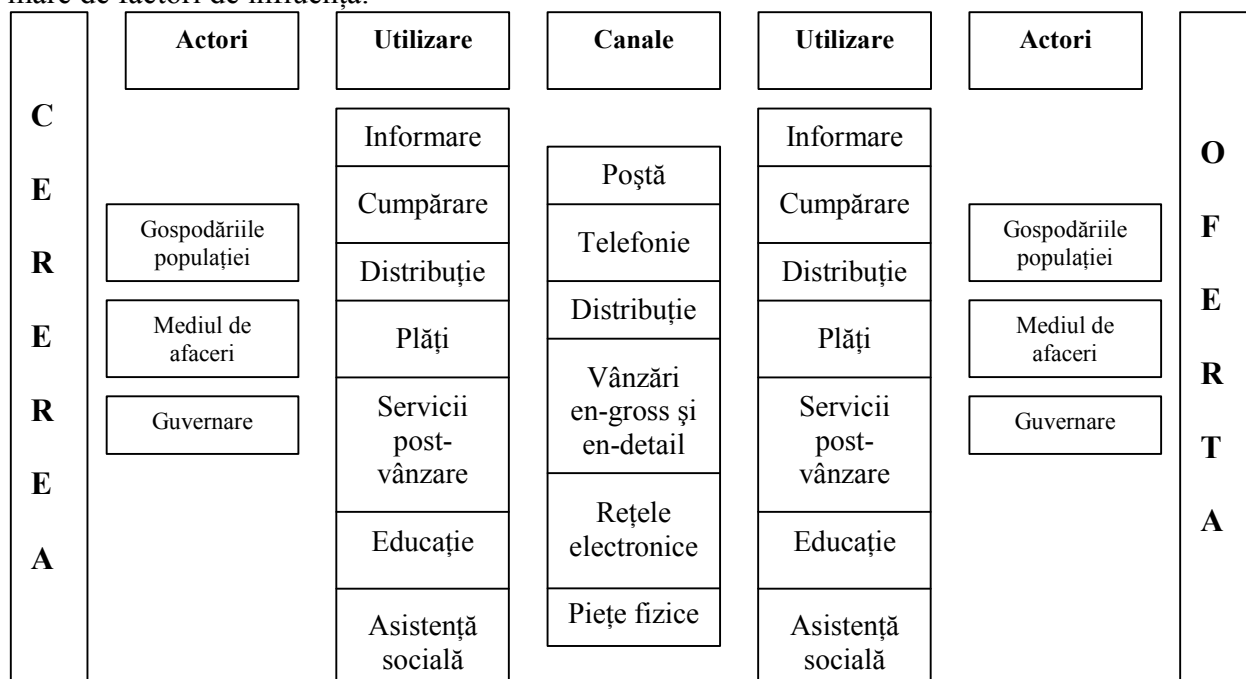 mare de factori de influență.
C
E
R
E
R
E
A
Actori
Gospodăriile
populației
Mediul de
afaceri
Guvernare
Utilizare
Informare
Cumpărare
Distribuție
Plăți
Servicii
post-
vânzare
Educație
Asistență
socială
Canale
Poştă
Telefonie
Distribuție
Vânzări
en-gross şi
en-detail
Rețele
electronice
Piețe fizice
Utilizare
Informare
Cumpărare
Distribuție
Plăți
Servicii
post-
vânzare
Educație
Asistență
socială
Actori
Gospodăriile
populației
Mediul de
afaceri
Guvernare
O
F
E
R
T
A